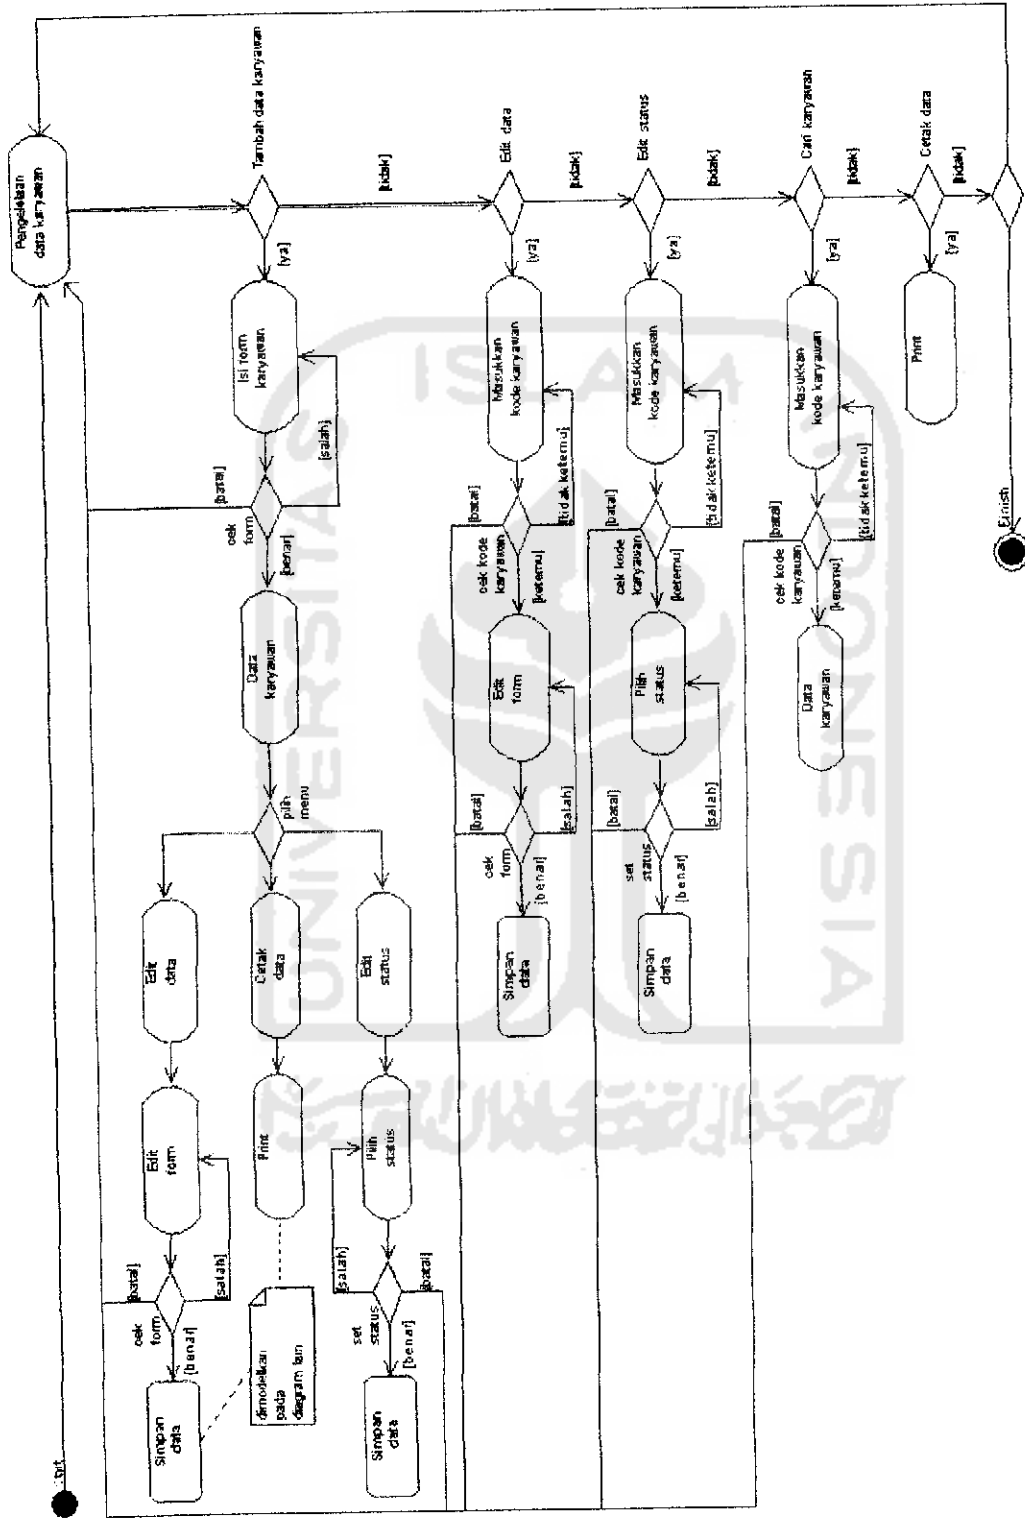 Start
Pengelolaan
data karyawan
Tambah data karyawan
[ya]
[tidak]
Isi form
karyawan
[salah]
[batal]
cek
form
[benar]
Data
karyawan
pilih
menu
Edit
data
Edit
form
[batal]
[salah]
cek
form
[benar]
Simpan
data
Cetak
data
Print
dimodelkan
pada
diagram lain
Edit
status
Pilih
status
[salah]
[batal]
set
status
[benar]
Simpan
data
Edit data
[ya]
[tidak]
Masukkan
kode karyawan
[batal]
[tidak ketemu]
cek kode
karyawan
[ketemu]
Edit
form
[batal]
[salah]
cek
form
[benar]
Simpan
data
Edit status
[ya]
[tidak]
Masukkan
kode karyawan
[batal]
[tidak ketemu]
cek kode
karyawan
[ketemu]
Pilih
status
[batal]
[salah]
set
status
[benar]
Simpan
data
Cari karyawan
[ya]
[tidak]
Masukkan
kode karyawan
[batal]
[tidak ketemu]
cek kode
karyawan
[ketemu]
Data
karyawan
Cetak data
[ya]
[tidak]
Print
Finish
UNIVERSITAS
ISLAM
INDONESIA